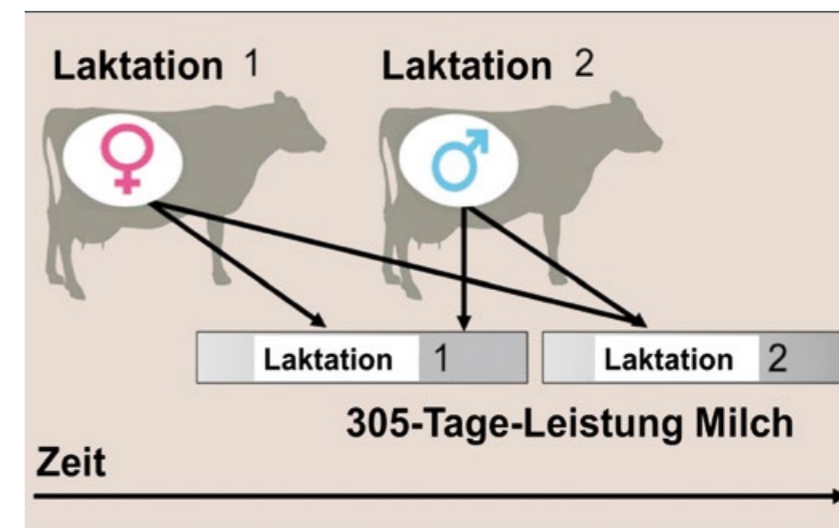 Laktation 1
Laktation 2
Laktation 1
Laktation 2
305-Tage-Leistung Milch
Zeit